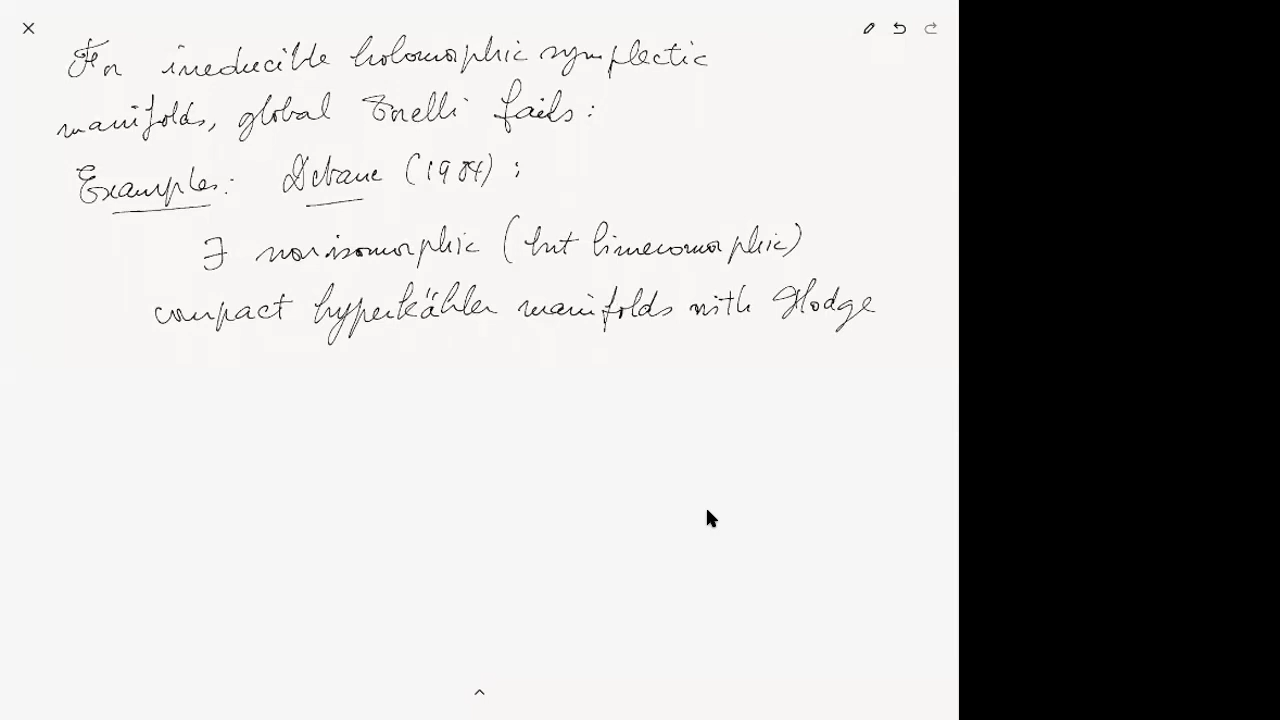 For irreducible holomorphic symplectic
manifolds, global Torelli fails:
Examples: Debarre (1984):
∃ nonisomorphic (but bimeromorphic)
compact hyperkähler manifolds with Hodge